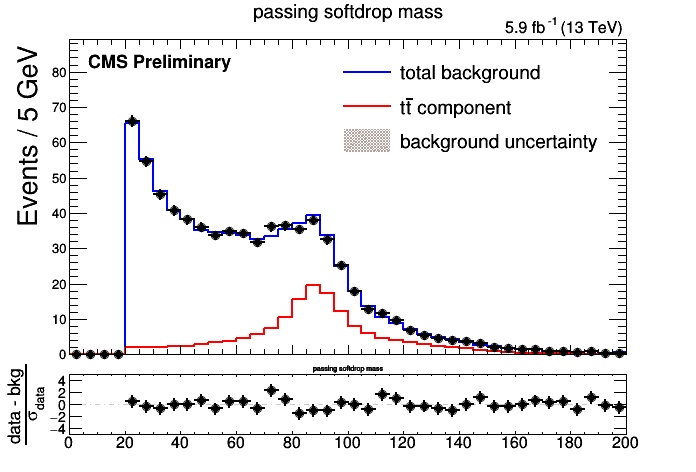 passing softdrop mass
5.9 fb⁻¹ (13 TeV)
CMS Preliminary
total background
tt̅ component
background uncertainty
Events / 5 GeV
80
70
60
50
40
30
20
10
0
passing softdrop mass
data - bkg
σ data
4
2
0
−2
−4
0 20 40 60 80 100 120 140 160 180 200